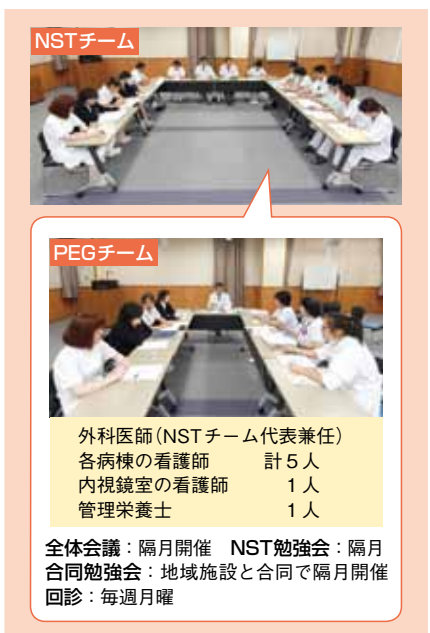 NSTチーム
PEGチーム
外科医師(NSTチーム代表兼任)
各病棟の看護師 計5人
内視鏡室の看護師 1人
管理栄養士 1人
全体会議：隔月開催 NST勉強会：隔月
合同勉強会：地域施設と合同で隔月開催
回診：毎週月曜